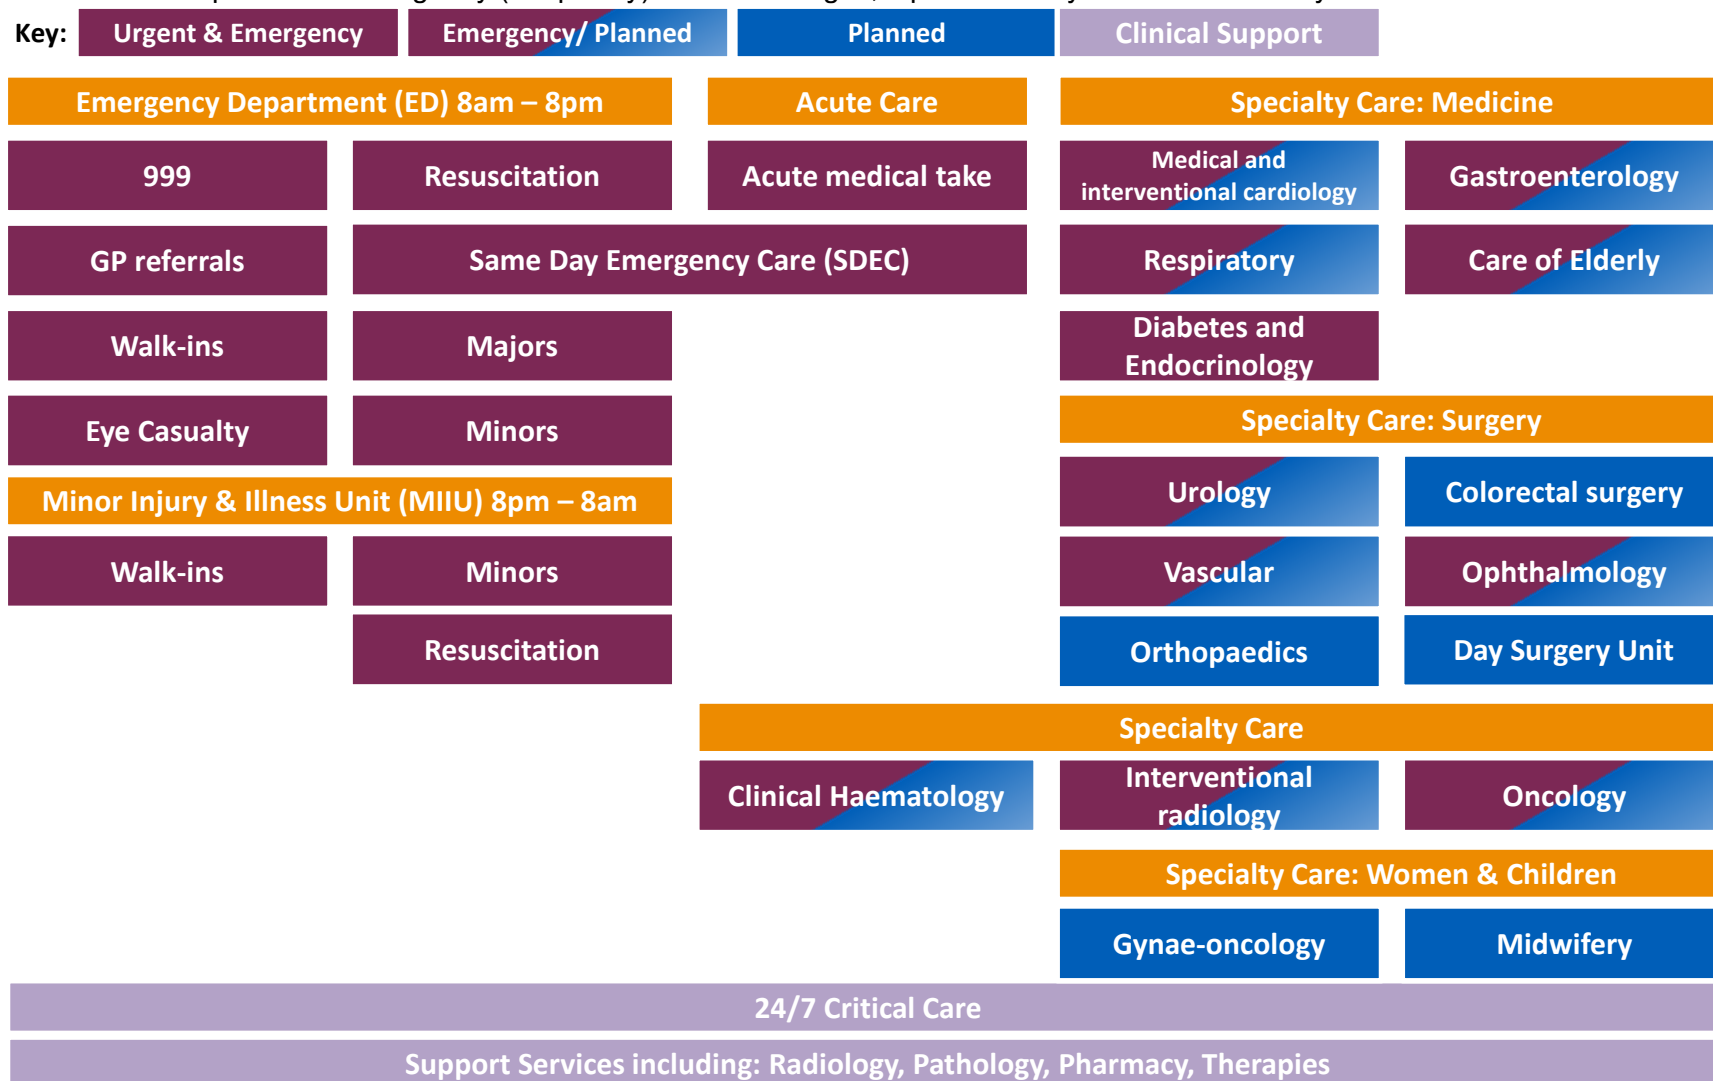 Key:
Urgent & Emergency
Emergency/ Planned
Planned
Clinical Support
Emergency Department (ED) 8am – 8pm
999
Resuscitation
GP referrals
Same Day Emergency Care (SDEC)
Walk-ins
Majors
Eye Casualty
Minors
Minor Injury & Illness Unit (MIIU) 8pm – 8am
Walk-ins
Minors
Resuscitation
Acute Care
Acute medical take
Specialty Care: Medicine
Medical and
interventional cardiology
Gastroenterology
Respiratory
Care of Elderly
Diabetes and
Endocrinology
Specialty Care: Surgery
Urology
Colorectal surgery
Vascular
Ophthalmology
Orthopaedics
Day Surgery Unit
Specialty Care
Clinical Haematology
Interventional
radiology
Oncology
Specialty Care: Women & Children
Gynae-oncology
Midwifery
24/7 Critical Care
Support Services including: Radiology, Pathology, Pharmacy, Therapies